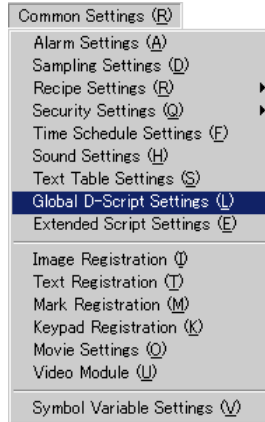 Common Settings (R)
Alarm Settings (A)
Sampling Settings (D)
Recipe Settings (R)
Security Settings (Q)
Time Schedule Settings (F)
Sound Settings (H)
Text Table Settings (S)
Global D-Script Settings (L)
Extended Script Settings (E)
Image Registration (I)
Text Registration (T)
Mark Registration (M)
Keypad Registration (K)
Movie Settings (O)
Video Module (U)
Symbol Variable Settings (V)